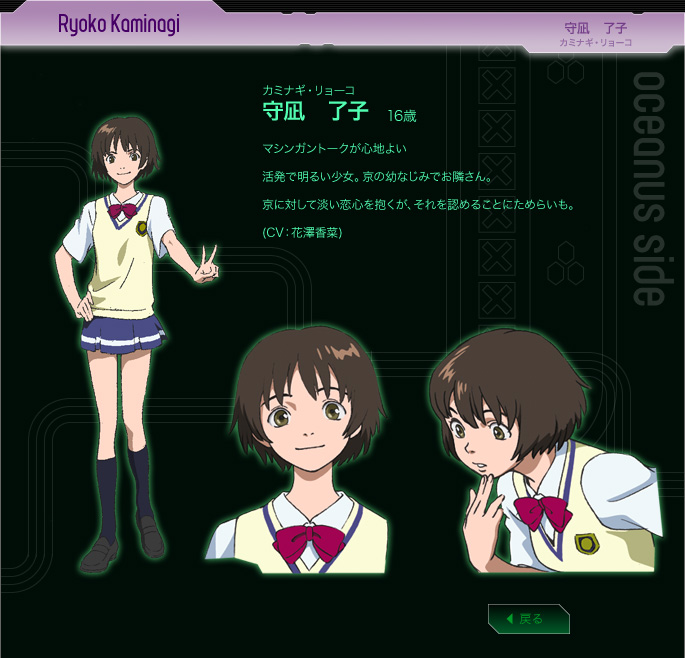 Ryoko Kaminagi
守凪 了子
カミナギ・リョーコ
カミナギ・リョーコ
守凪 了子 16歳
マシンガントークが心地よい
活発で明るい少女。京の幼なじみでお隣さん。
京に対して淡い恋心を抱くが、それを認めることにためらいも。
(CV：花澤香菜)
oceanus side
戻る